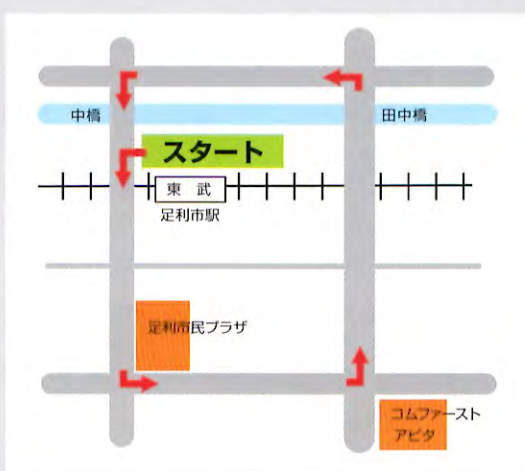 中橋
田中橋
スタート
東 武
足利市駅
足利市民プラザ
コムファースト
アピタ